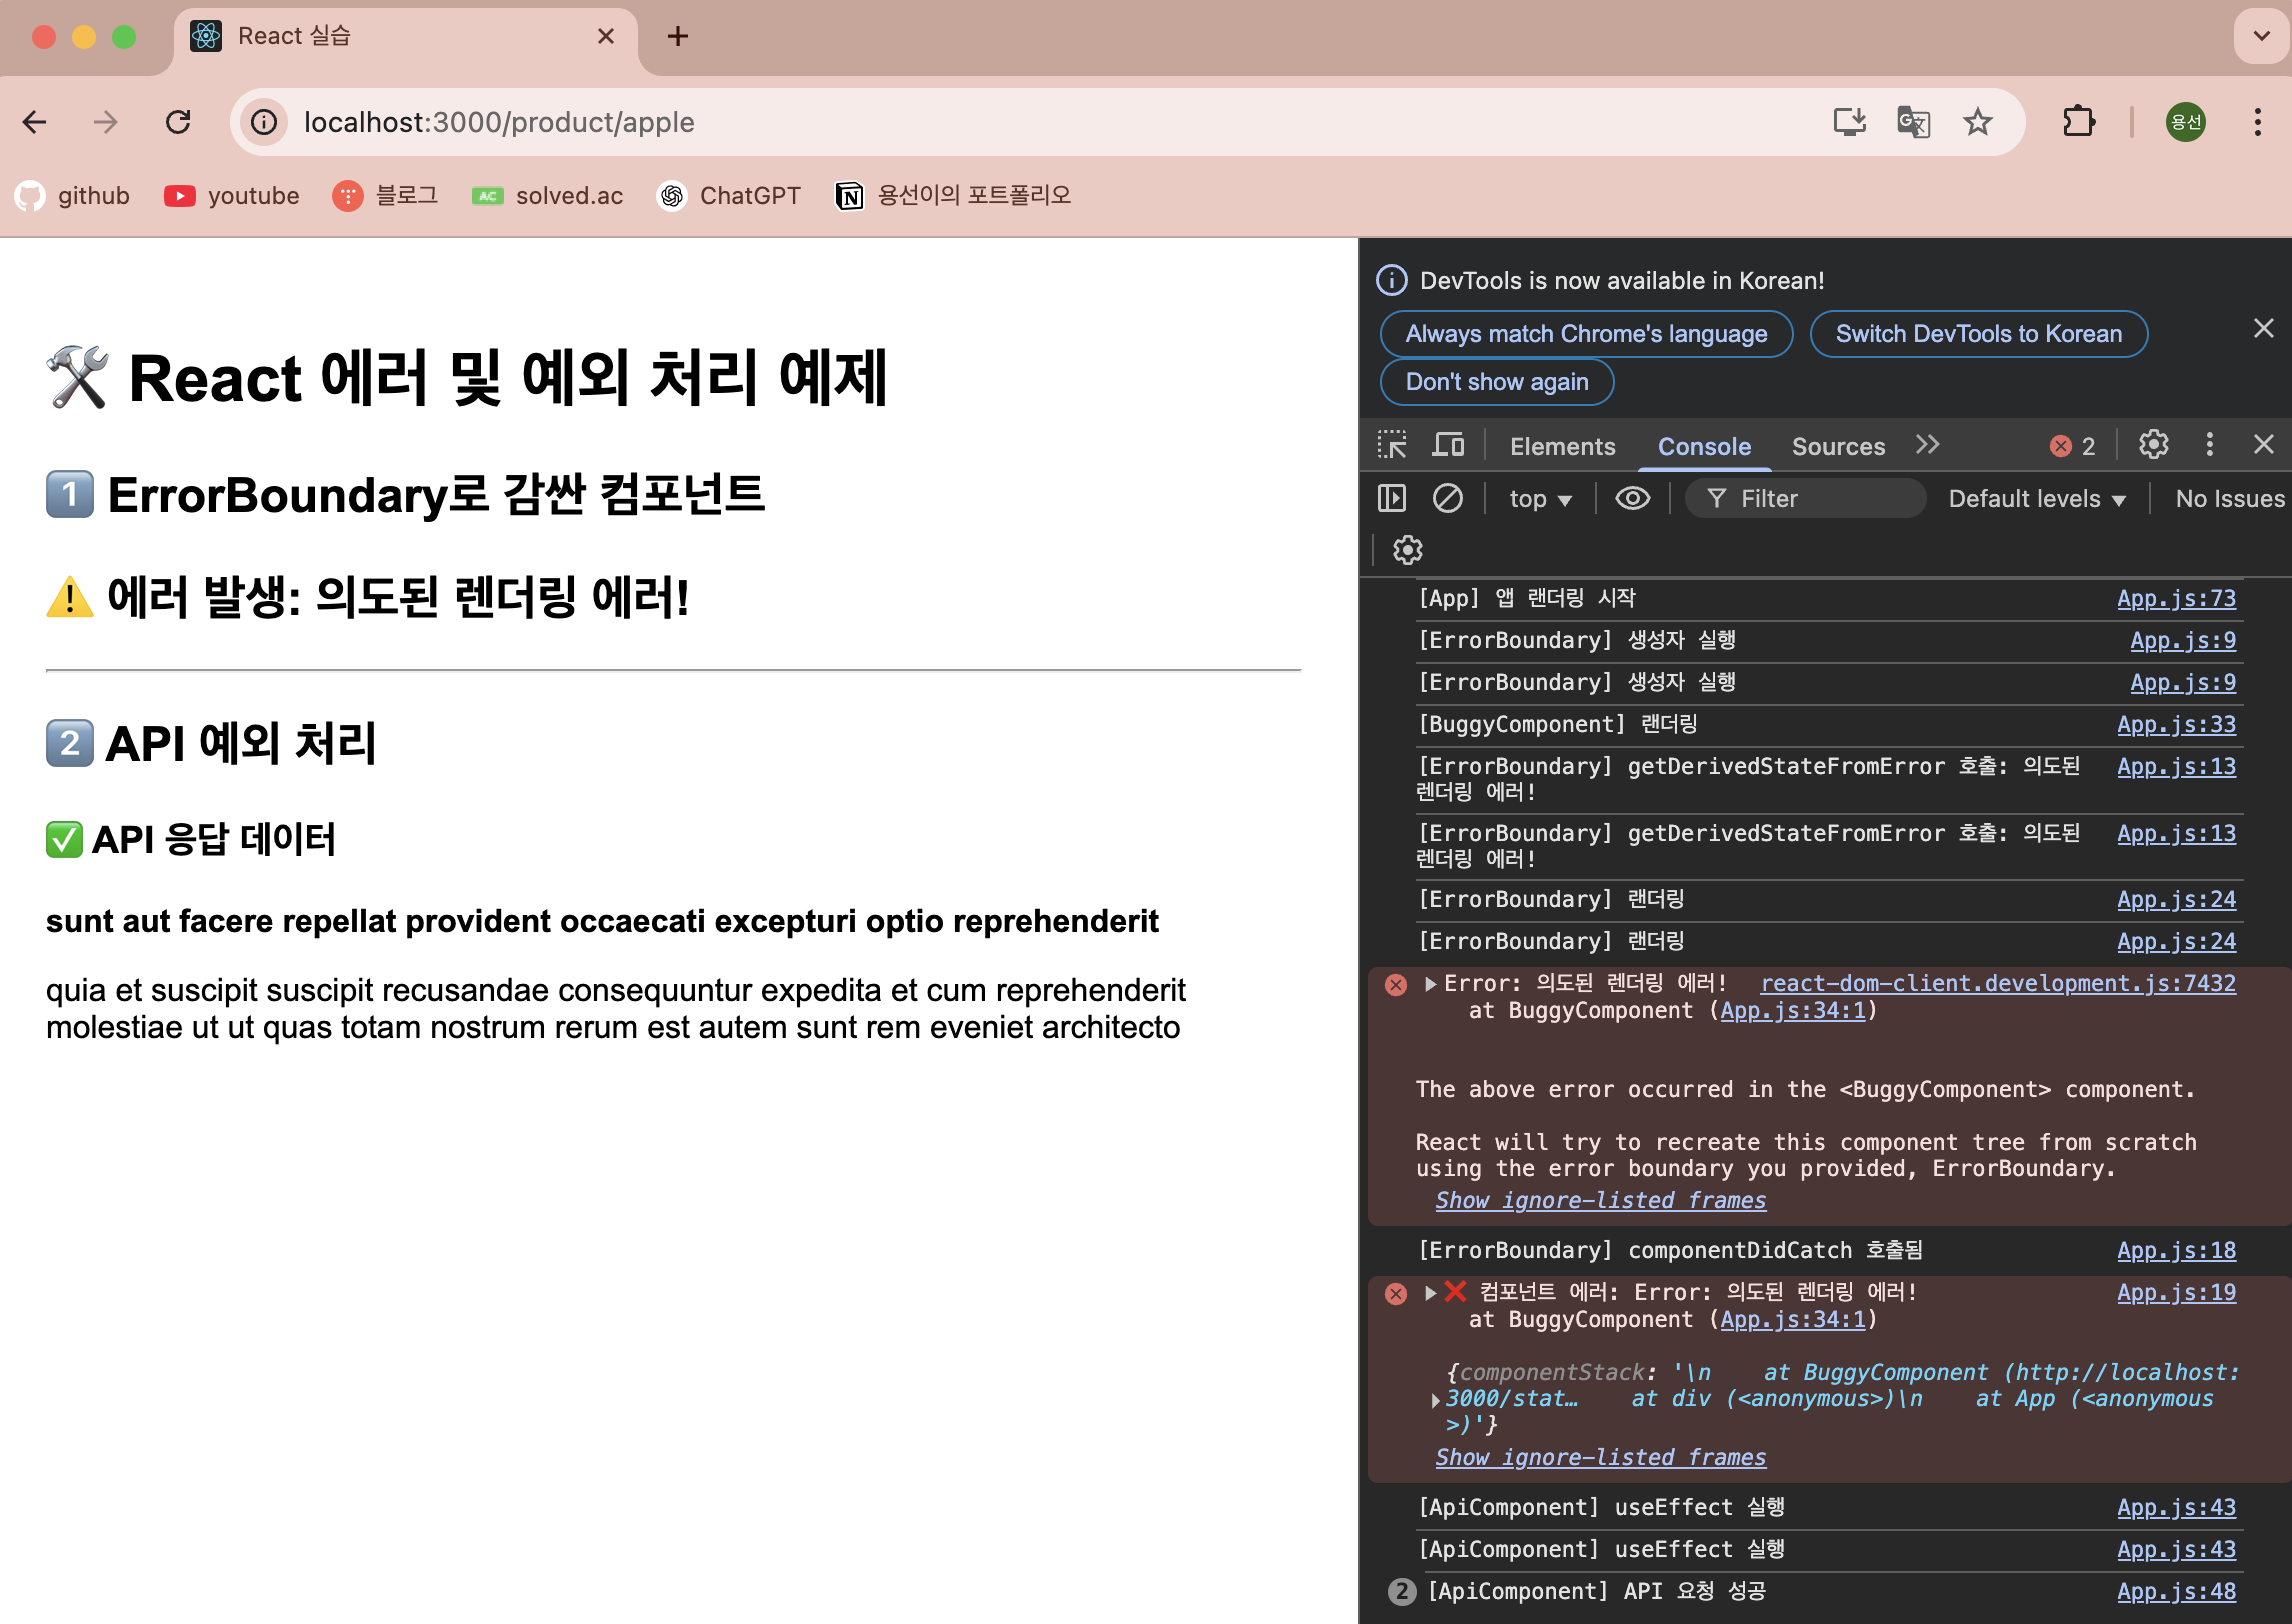 React 실습
localhost:3000/product/apple
용선
github
youtube
블로그
AC
solved.ac
ChatGPT
용선이의 포트폴리오
🛠️ React 에러 및 예외 처리 예제
1️⃣ ErrorBoundary로 감싼 컴포넌트
⚠️ 에러 발생: 의도된 렌더링 에러!
2️⃣ API 예외 처리
✅ API 응답 데이터
sunt aut facere repellat provident occaecati excepturi optio reprehenderit
quia et suscipit suscipit recusandae consequuntur expedita et cum reprehenderit
molestiae ut ut quas totam nostrum rerum est autem sunt rem eveniet architecto
DevTools is now available in Korean!
Always match Chrome's language
Switch DevTools to Korean
Don't show again
Elements
Console
Sources
2
top
Filter
Default levels
No Issues
[App] 앱 랜더링 시작 App.js:73
[ErrorBoundary] 생성자 실행 App.js:9
[ErrorBoundary] 생성자 실행 App.js:9
[BuggyComponent] 랜더링 App.js:33
[ErrorBoundary] getDerivedStateFromError 호출: 의도된 App.js:13
렌더링 에러!
[ErrorBoundary] getDerivedStateFromError 호출: 의도된 App.js:13
렌더링 에러!
[ErrorBoundary] 랜더링 App.js:24
[ErrorBoundary] 랜더링 App.js:24
Error: 의도된 렌더링 에러! react-dom-client.development.js:7432
at BuggyComponent (App.js:34:1)
The above error occurred in the <BuggyComponent> component.
React will try to recreate this component tree from scratch
using the error boundary you provided, ErrorBoundary.
Show ignore-listed frames
[ErrorBoundary] componentDidCatch 호출됨 App.js:18
❌ 컴포넌트 에러: Error: 의도된 렌더링 에러! App.js:19
at BuggyComponent (App.js:34:1)
{componentStack: '\n    at BuggyComponent (http://localhost:
3000/stat…    at div (<anonymous>)\n    at App (<anonymous
>)'}
Show ignore-listed frames
[ApiComponent] useEffect 실행 App.js:43
[ApiComponent] useEffect 실행 App.js:43
2 [ApiComponent] API 요청 성공 App.js:48